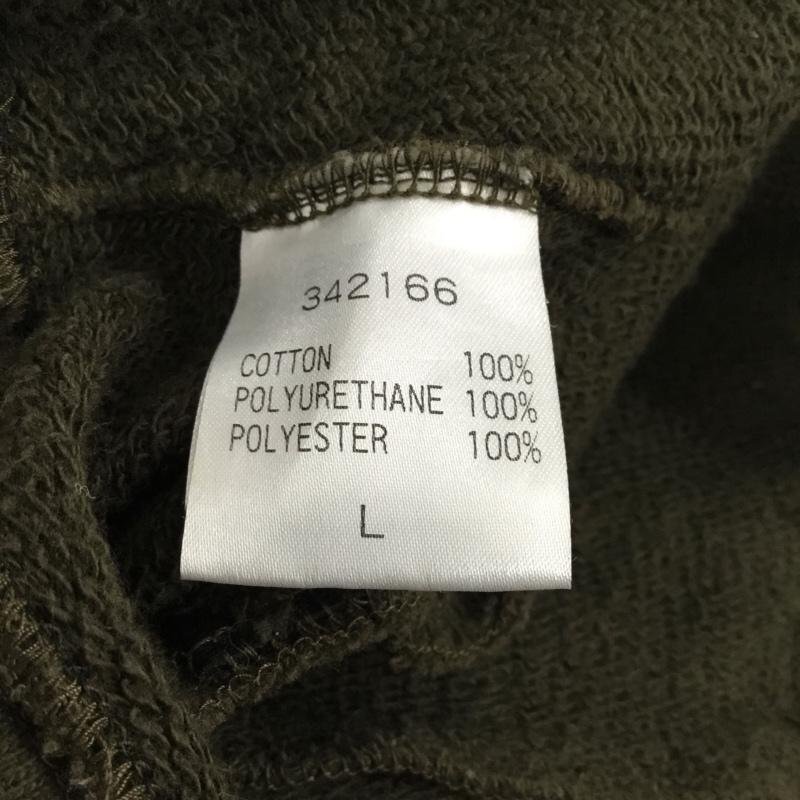 342166
COTTON 100%
POLYURETHANE 100%
POLYESTER 100%
L